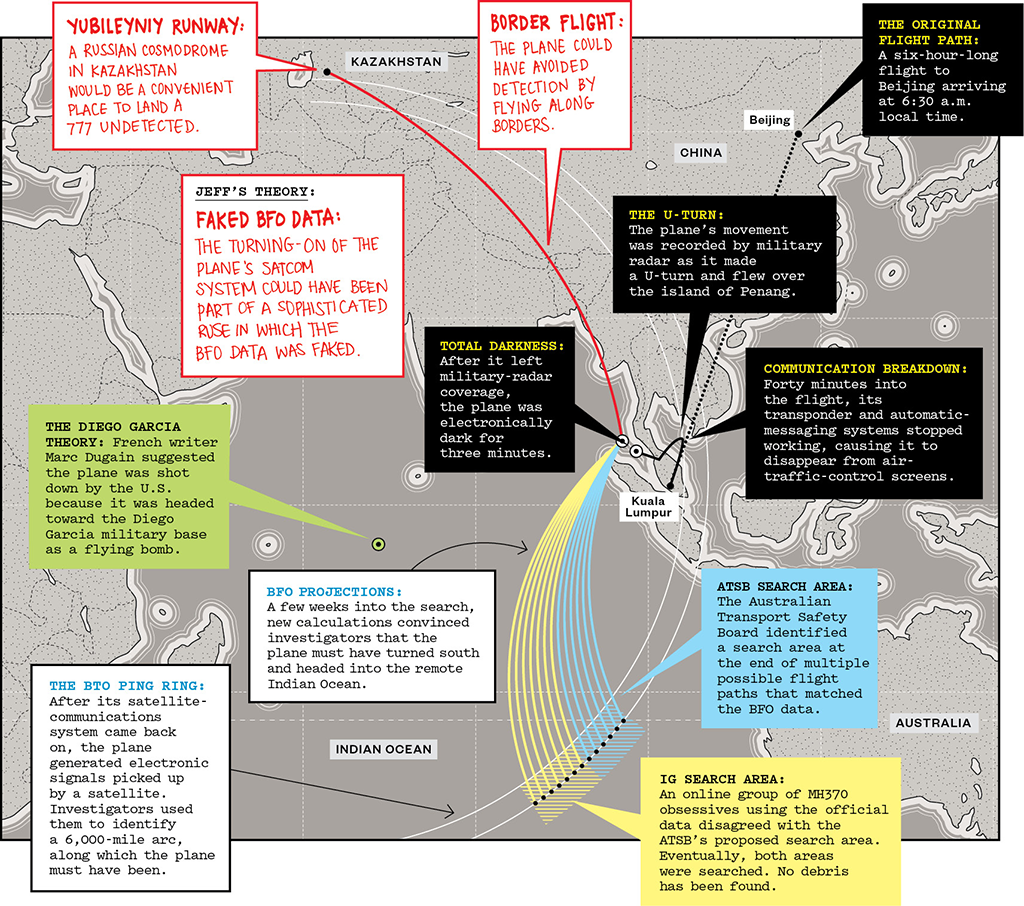 YUBILEYNIY RUNWAY:
A RUSSIAN COSMODROME
IN KAZAKHSTAN
WOULD BE A CONVENIENT
PLACE TO LAND A
777 UNDETECTED.
KAZAKHSTAN
BORDER FLIGHT:
THE PLANE COULD
HAVE AVOIDED
DETECTION BY
FLYING ALONG
BORDERS.
THE ORIGINAL
FLIGHT PATH:
A six-hour-long
flight to
Beijing arriving
at 6:30 a.m.
local time.
Beijing
CHINA
JEFF'S THEORY:
FAKED BFO DATA:
THE TURNING-ON OF THE
PLANE'S SATCOM
SYSTEM COULD HAVE BEEN
PART OF A SOPHISTICATED
RUSE IN WHICH THE
BFO DATA WAS FAKED.
THE U-TURN:
The plane's movement
was recorded by military
radar as it made
a U-turn and flew over
the island of Penang.
TOTAL DARKNESS:
After it left
military-radar
coverage,
the plane was
electronically
dark for
three minutes.
COMMUNICATION BREAKDOWN:
Forty minutes into
the flight, its
transponder and automatic-
messaging systems stopped
working, causing it to
disappear from air-
traffic-control screens.
THE DIEGO GARCIA
THEORY: French writer
Marc Dugain suggested
the plane was shot
down by the U.S.
because it was headed
toward the Diego
Garcia military base
as a flying bomb.
Kuala
Lumpur
BFO PROJECTIONS:
A few weeks into the search,
new calculations convinced
investigators that the
plane must have turned south
and headed into the remote
Indian Ocean.
ATSB SEARCH AREA:
The Australian
Transport Safety
Board identified
a search area at
the end of multiple
possible flight
paths that matched
the BFO data.
THE BTO PING RING:
After its satellite-
communications
system came back
on, the plane
generated electronic
signals picked up
by a satellite.
Investigators used
them to identify
a 6,000-mile arc,
along which the plane
must have been.
INDIAN OCEAN
AUSTRALIA
IG SEARCH AREA:
An online group of MH370
obsessives using the official
data disagreed with the
ATSB's proposed search area.
Eventually, both areas
were searched. No debris
has been found.